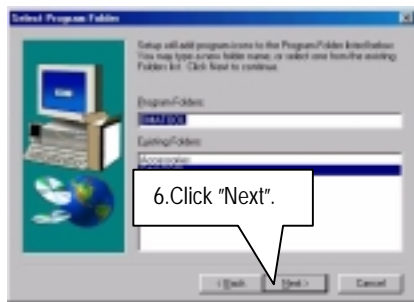 Select Program Folder
Setup will add program icons to the Program Folder listed below.
You may type a new folder name, or select one from the existing
Folders list. Click Next to continue.
Program Folders:
Existing Folders:
Accessories
6.Click "Next".
< Back
Next >
Cancel